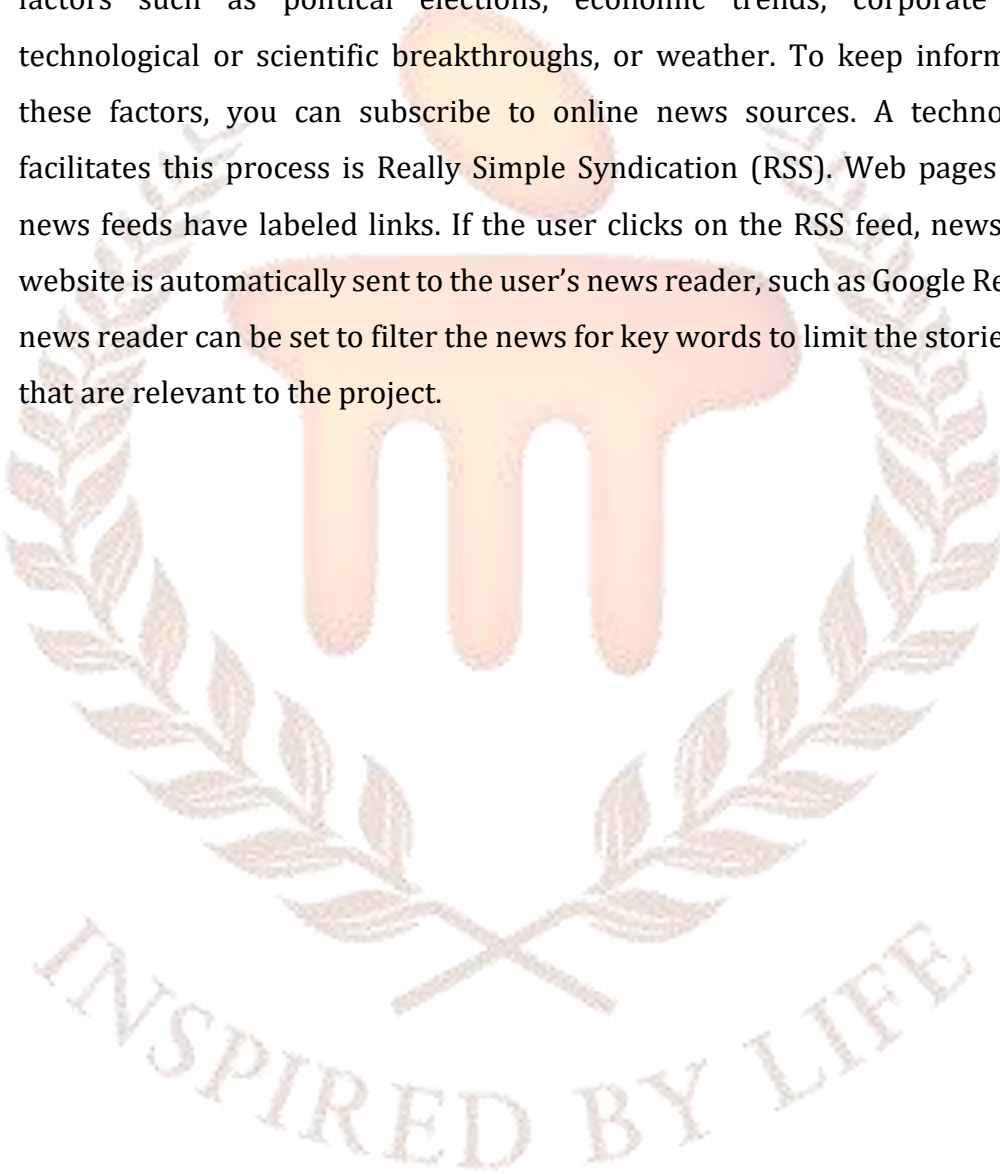 factors such as political elections, economic trends, corporate
technological or scientific breakthroughs, or weather. To keep
these factors, you can subscribe to online news sources. A
facilitates this process is Really Simple Syndication (RSS). Web pages
news feeds have labeled links. If the user clicks on the RSS feed, news
website is automatically sent to the user’s news reader, such as Google
news reader can be set to filter the news for key words to limit the
that are relevant to the project.
INSPIRED BY LIFE